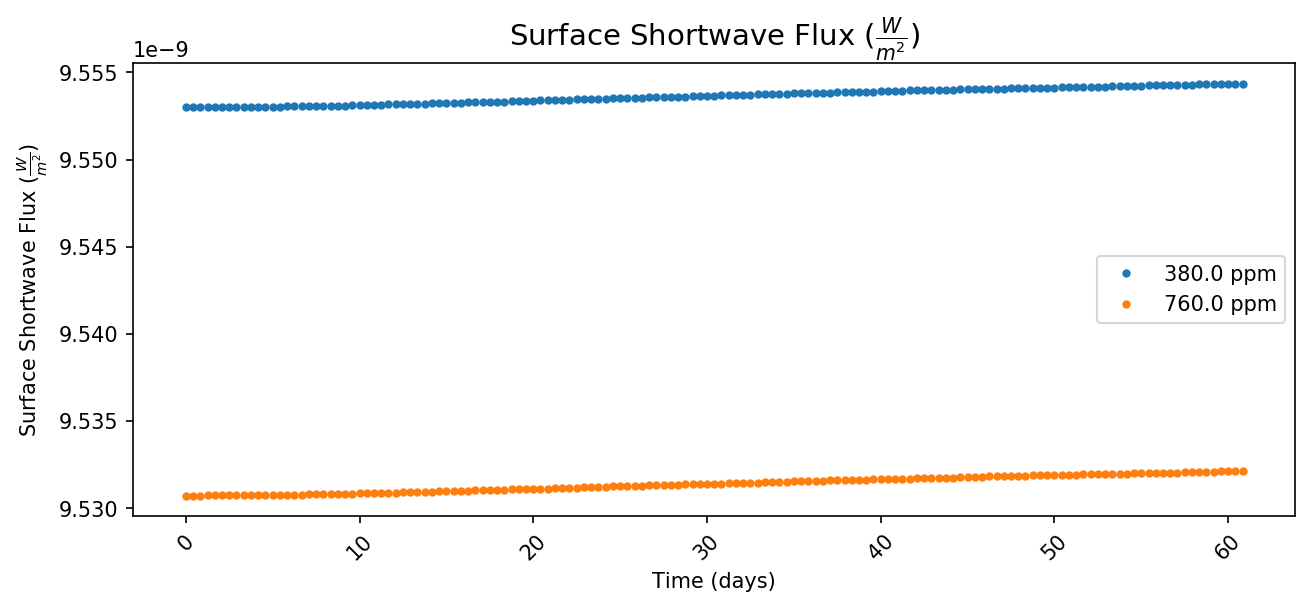 Surface Shortwave Flux (W/m²)
1e−9
9.555
9.550
9.545
9.540
9.535
9.530
Surface Shortwave Flux (W/m²)
380.0 ppm
760.0 ppm
0 10 20 30 40 50 60
Time (days)